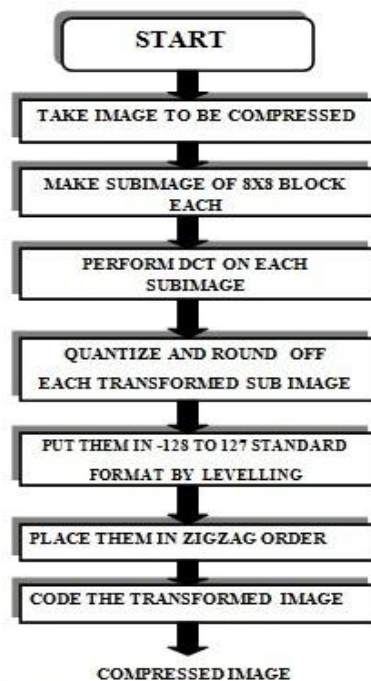 START
TAKE IMAGE TO BE COMPRESSED
MAKE SUBIMAGE OF 8X8 BLOCK
EACH
PERFORM DCT ON EACH
SUBIMAGE
QUANTIZE AND ROUND OFF
EACH TRANSFORMED SUB IMAGE
PUT THEM IN -128 TO 127 STANDARD
FORMAT BY LEVELLING
PLACE THEM IN ZIGZAG ORDER
CODE THE TRANSFORMED IMAGE
COMPRESSED IMAGE